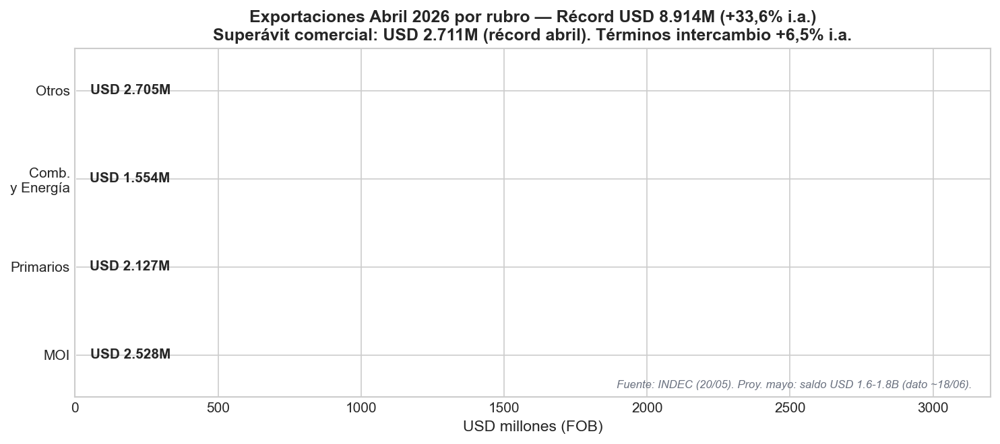 Exportaciones Abril 2026 por rubro — Récord USD 8.914M (+33,6% i.a.)
Superávit comercial: USD 2.711M (récord abril). Términos intercambio +6,5% i.a.
Otros
USD 2.705M
Comb.
y Energía
USD 1.554M
Primarios
USD 2.127M
MOI
USD 2.528M
Fuente: INDEC (20/05). Proy. mayo: saldo USD 1.6-1.8B (dato ~18/06).
0 500 1000 1500 2000 2500 3000
USD millones (FOB)